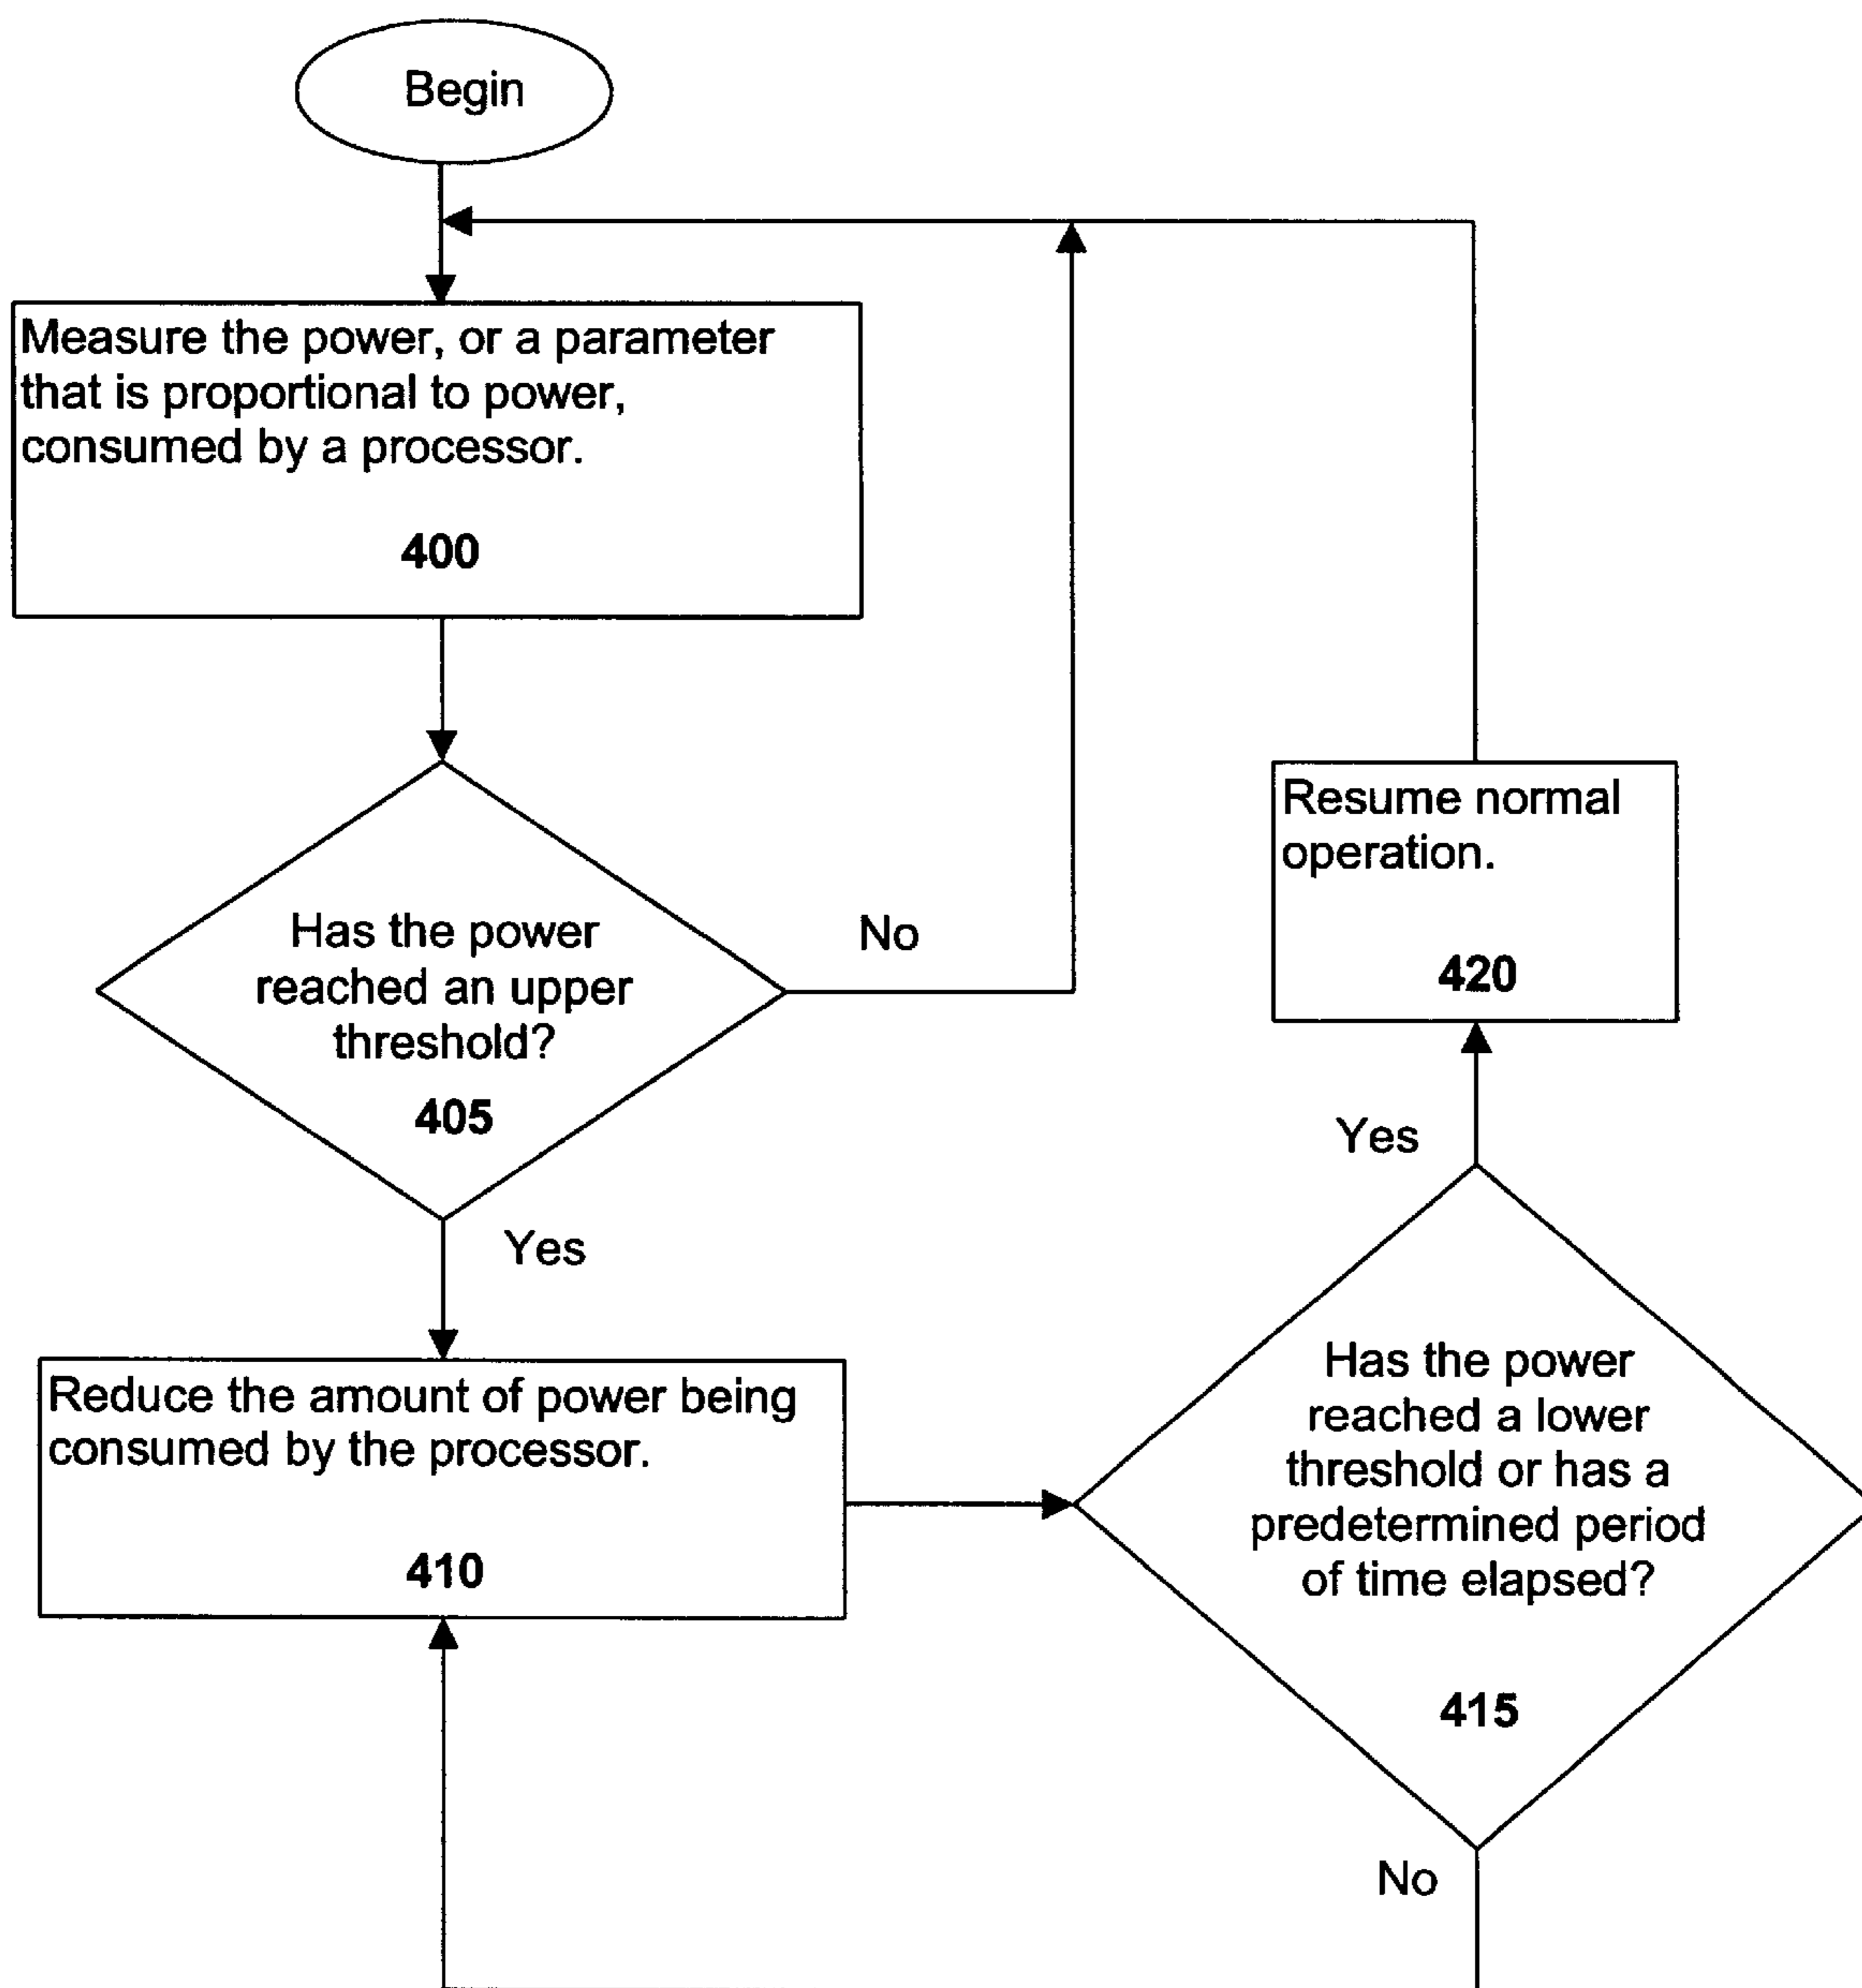 Begin
Measure the power, or a parameter
that is proportional to power,
consumed by a processor.
400
Has the power
reached an upper
threshold?
405
No
Yes
Reduce the amount of power being
consumed by the processor.
410
Has the power
reached a lower
threshold or has a
predetermined period
of time elapsed?
415
No
Yes
Resume normal
operation.
420